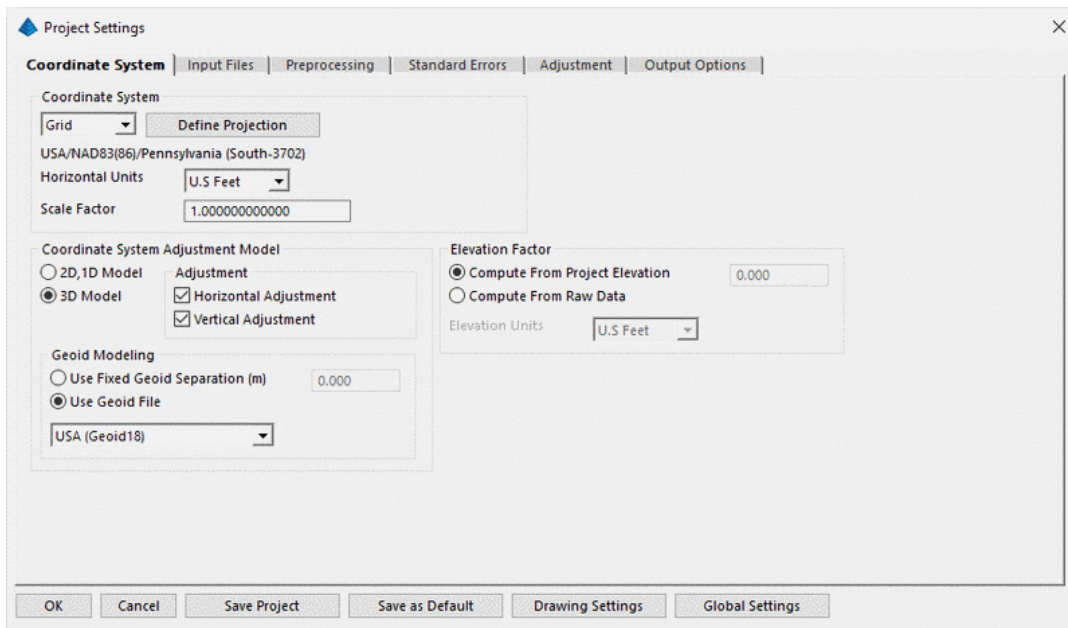 Project Settings
Coordinate System Input Files Preprocessing Standard Errors Adjustment Output Options
Coordinate System
Grid Define Projection
USA/NAD83(86)/Pennsylvania (South-3702)
Horizontal Units U.S Feet
Scale Factor 1.000000000000
Coordinate System Adjustment Model
2D,1D Model
3D Model
Adjustment
Horizontal Adjustment
Vertical Adjustment
Geoid Modeling
Use Fixed Geoid Separation (m) 0.000
Use Geoid File
USA (Geoid18)
Elevation Factor
Compute From Project Elevation 0.000
Compute From Raw Data
Elevation Units U.S Feet
OK Cancel Save Project Save as Default Drawing Settings Global Settings